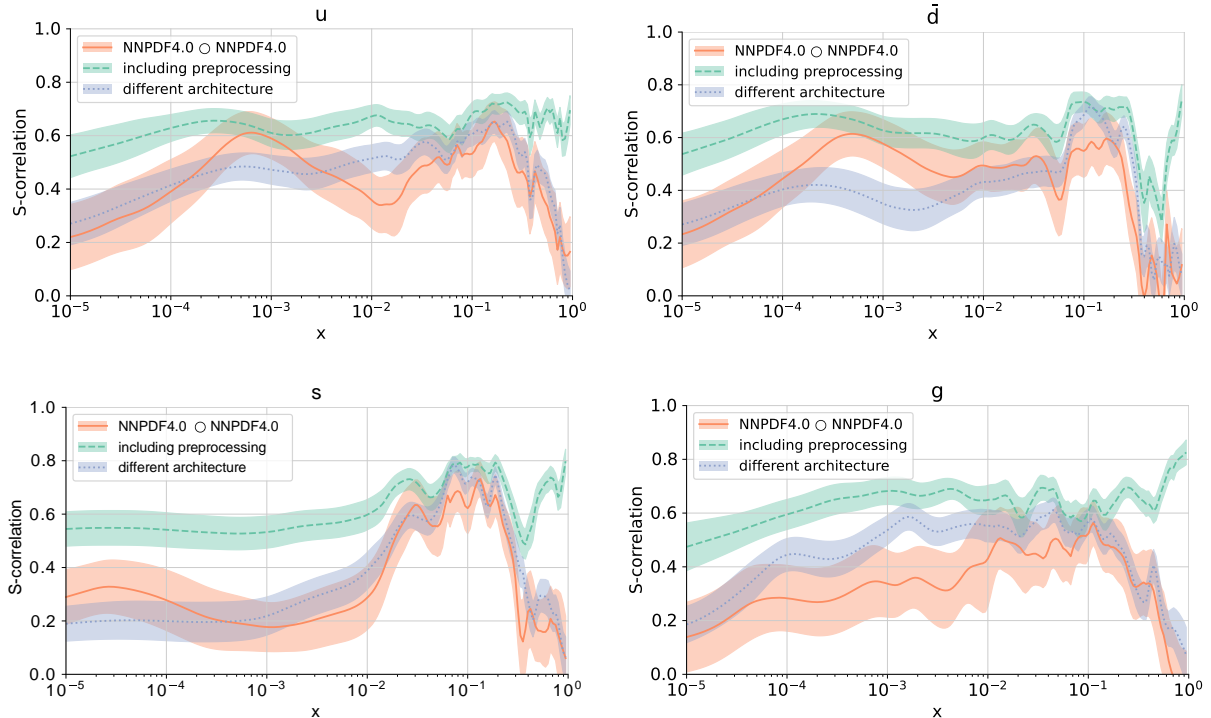 u
1.0
NNPDF4.0 ○ NNPDF4.0
including preprocessing
different architecture
0.8
0.6
0.4
0.2
0.0
S-correlation
10⁻⁵ 10⁻⁴ 10⁻³ 10⁻² 10⁻¹ 10⁰
x
d̄
1.0
NNPDF4.0 ○ NNPDF4.0
including preprocessing
different architecture
0.8
0.6
0.4
0.2
0.0
S-correlation
10⁻⁵ 10⁻⁴ 10⁻³ 10⁻² 10⁻¹ 10⁰
x
s
1.0
NNPDF4.0 ○ NNPDF4.0
including preprocessing
different architecture
0.8
0.6
0.4
0.2
0.0
S-correlation
10⁻⁵ 10⁻⁴ 10⁻³ 10⁻² 10⁻¹ 10⁰
x
g
1.0
NNPDF4.0 ○ NNPDF4.0
including preprocessing
different architecture
0.8
0.6
0.4
0.2
0.0
S-correlation
10⁻⁵ 10⁻⁴ 10⁻³ 10⁻² 10⁻¹ 10⁰
x